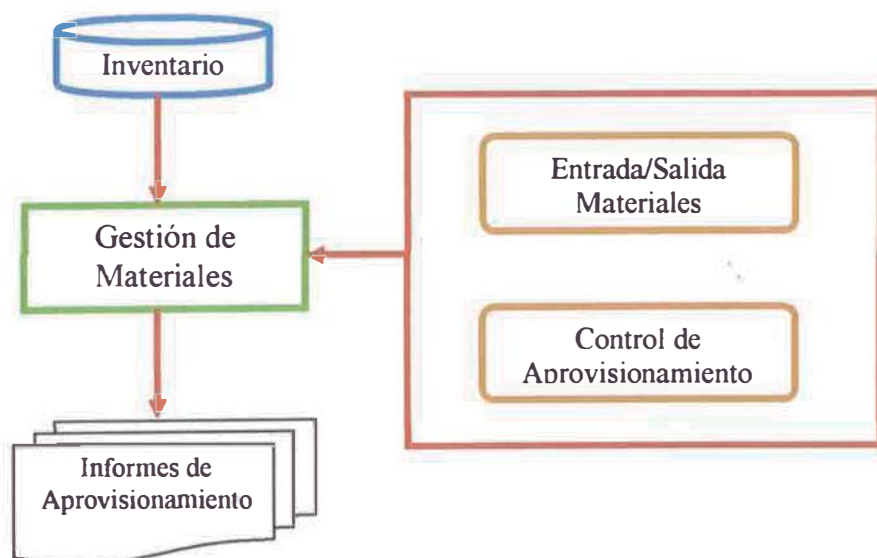 Inventario
Entrada/Salida
Materiales
Gestión de
Materiales
Control de
Aprovisionamiento
Informes de
Aprovisionamiento